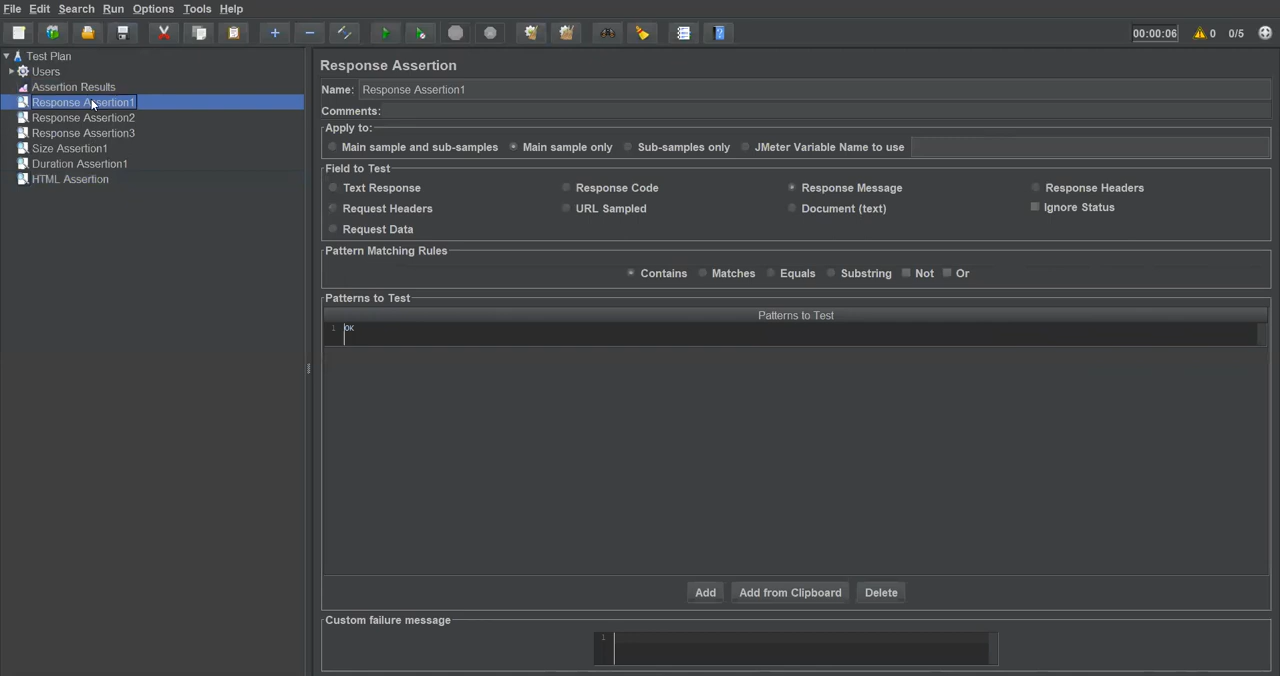 File Edit Search Run Options Tools Help
00:00:06 0 0/5
Test Plan
Users
Assertion Results
Response Assertion1
Response Assertion2
Response Assertion3
Size Assertion1
Duration Assertion1
HTML Assertion
Response Assertion
Name: Response Assertion1
Comments:
Apply to:
Main sample and sub-samples Main sample only Sub-samples only JMeter Variable Name to use
Field to Test
Text Response Response Code Response Message Response Headers
Request Headers URL Sampled Document (text) Ignore Status
Request Data
Pattern Matching Rules
Contains Matches Equals Substring Not Or
Patterns to Test
Patterns to Test
1 OK
Add Add from Clipboard Delete
Custom failure message
1